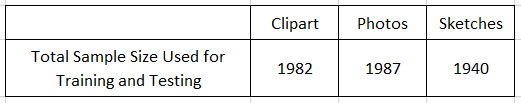 Clipart Photos Sketches
Total Sample Size Used for
Training and Testing
1982 1987 1940